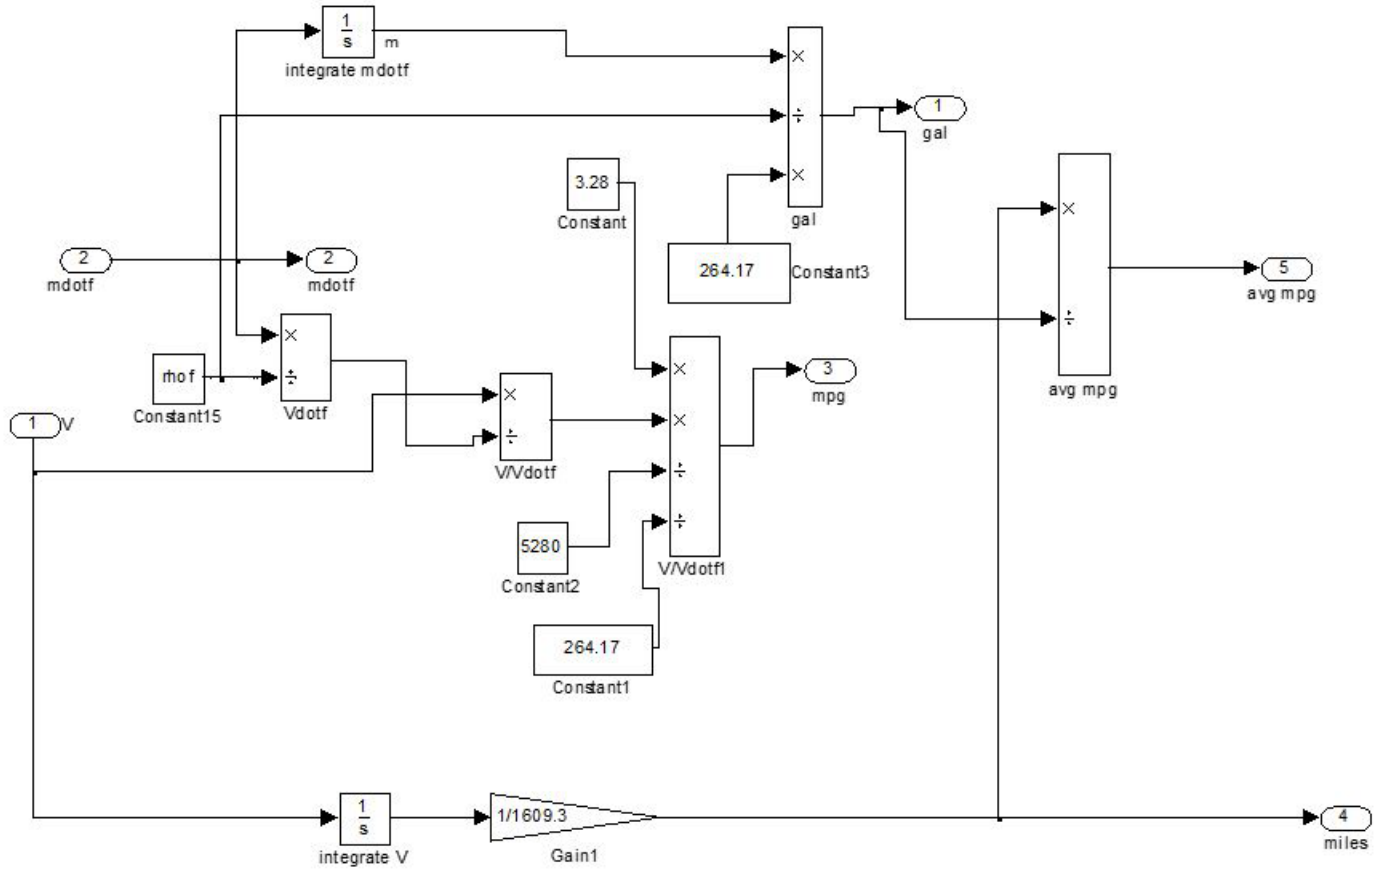 1
s
m
integrate mdotf
×
÷
×
gal
1
gal
3.28
Constant
264.17
Constant3
2
mdotf
2
mdotf
×
÷
Vdotf
rhof
Constant15
1
V
×
÷
V/Vdotf
×
×
÷
÷
V/Vdotf1
3
mpg
×
÷
avg mpg
5
avg mpg
5280
Constant2
264.17
Constant1
1
s
integrate V
1/1609.3
Gain1
4
miles